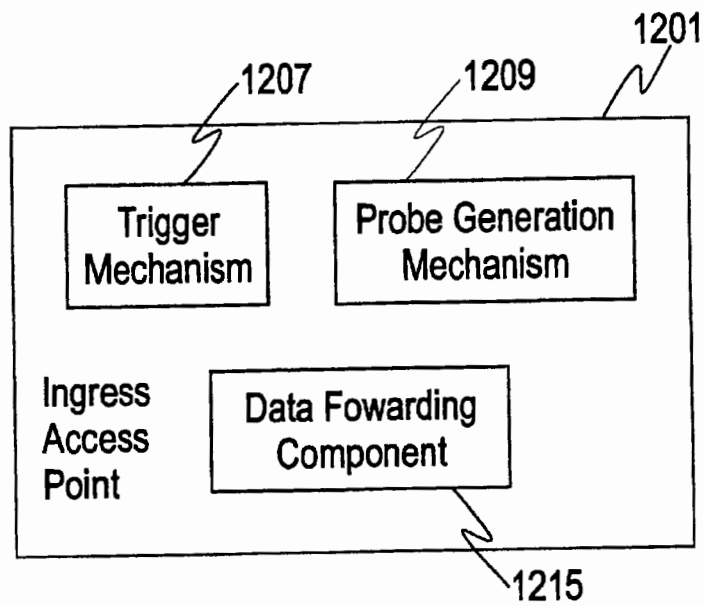 1201
1207
1209
Trigger
Mechanism
Probe Generation
Mechanism
Ingress
Access
Point
Data Fowarding
Component
1215